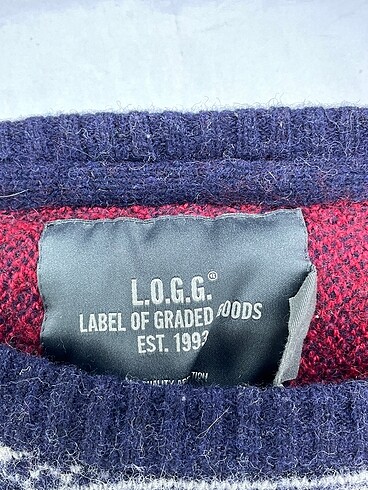 L.O.G.G.®
LABEL OF GRADED GOODS
EST. 1993